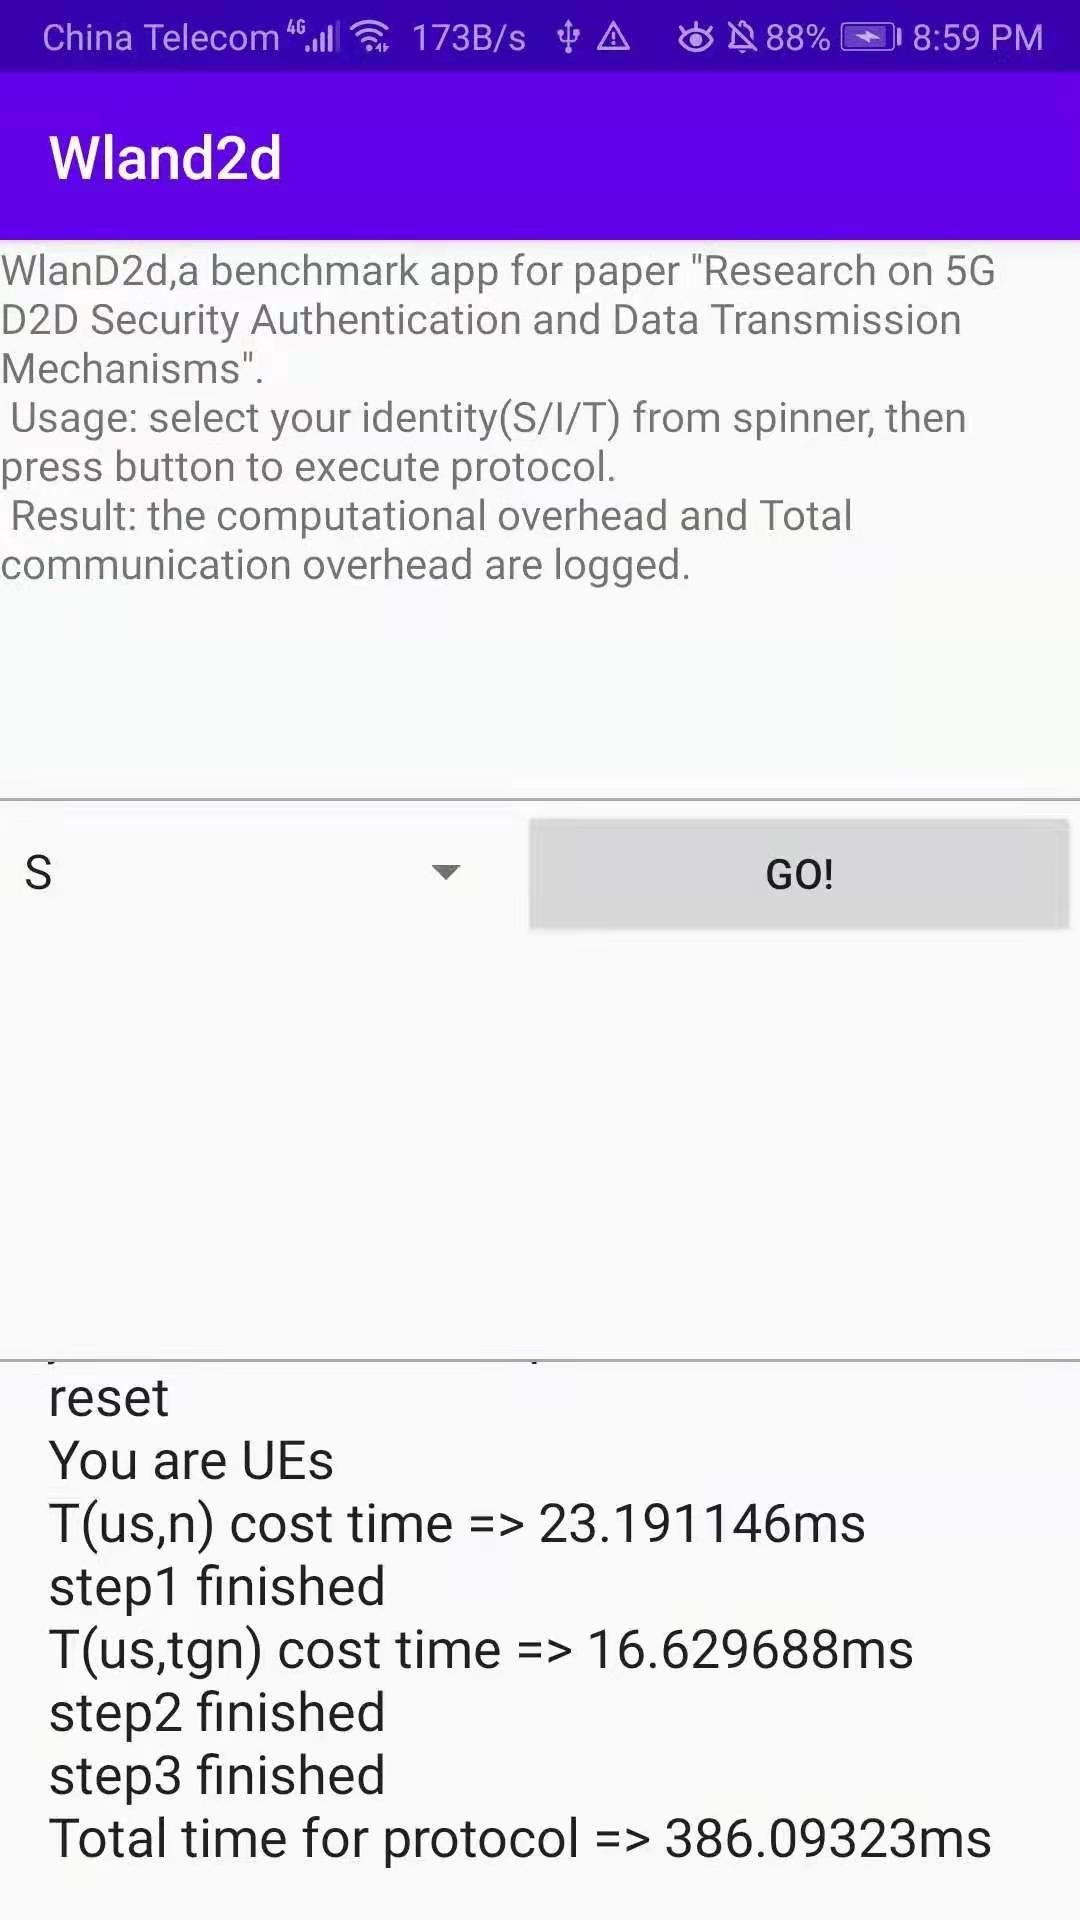 China Telecom 4G 173B/s 88% 8:59 PM
Wland2d
WlanD2d,a benchmark app for paper "Research on 5G
D2D Security Authentication and Data Transmission
Mechanisms".
Usage: select your identity(S/I/T) from spinner, then
press button to execute protocol.
Result: the computational overhead and Total
communication overhead are logged.
S
GO!
reset
You are UEs
T(us,n) cost time => 23.191146ms
step1 finished
T(us,tgn) cost time => 16.629688ms
step2 finished
step3 finished
Total time for protocol => 386.09323ms